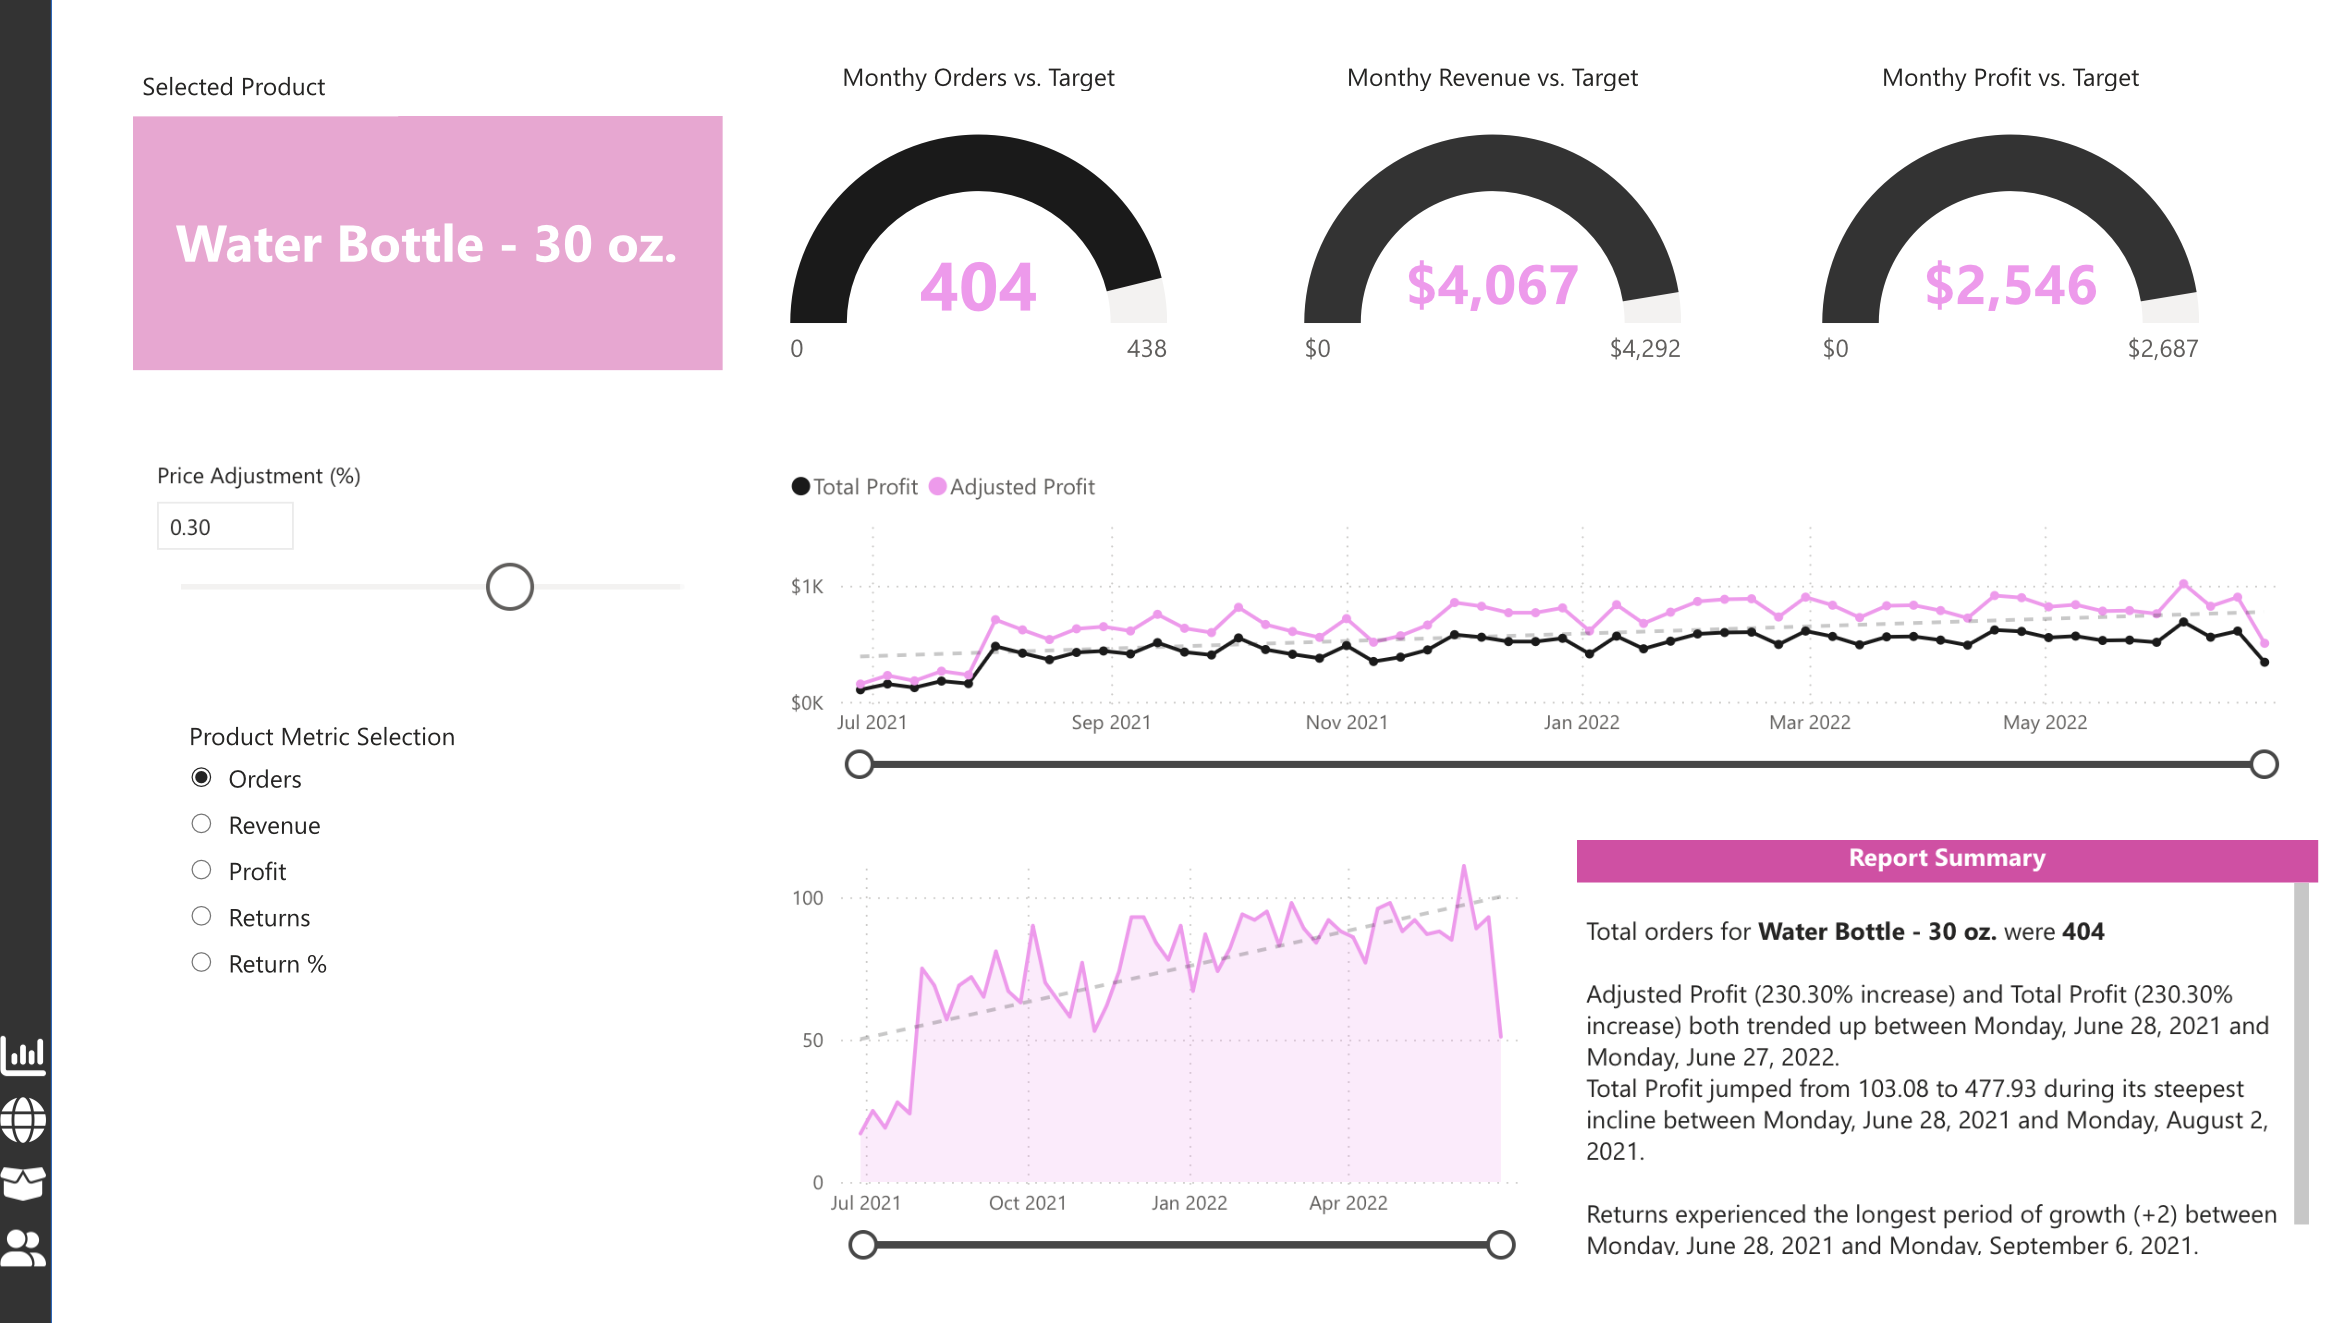 Selected Product
Water Bottle - 30 oz.
Monthy Orders vs. Target
404
0
438
Monthy Revenue vs. Target
$4,067
$0
$4,292
Monthy Profit vs. Target
$2,546
$0
$2,687
Price Adjustment (%)
0.30
Product Metric Selection
Orders
Revenue
Profit
Returns
Return %
Total Profit
Adjusted Profit
$1K
$0K
Jul 2021
Sep 2021
Nov 2021
Jan 2022
Mar 2022
May 2022
100
50
0
Jul 2021
Oct 2021
Jan 2022
Apr 2022
Report Summary
Total orders for Water Bottle - 30 oz. were 404
Adjusted Profit (230.30% increase) and Total Profit (230.30%
increase) both trended up between Monday, June 28, 2021 and
Monday, June 27, 2022.
Total Profit jumped from 103.08 to 477.93 during its steepest
incline between Monday, June 28, 2021 and Monday, August 2,
2021.
Returns experienced the longest period of growth (+2) between
Monday, June 28, 2021 and Monday, September 6, 2021.